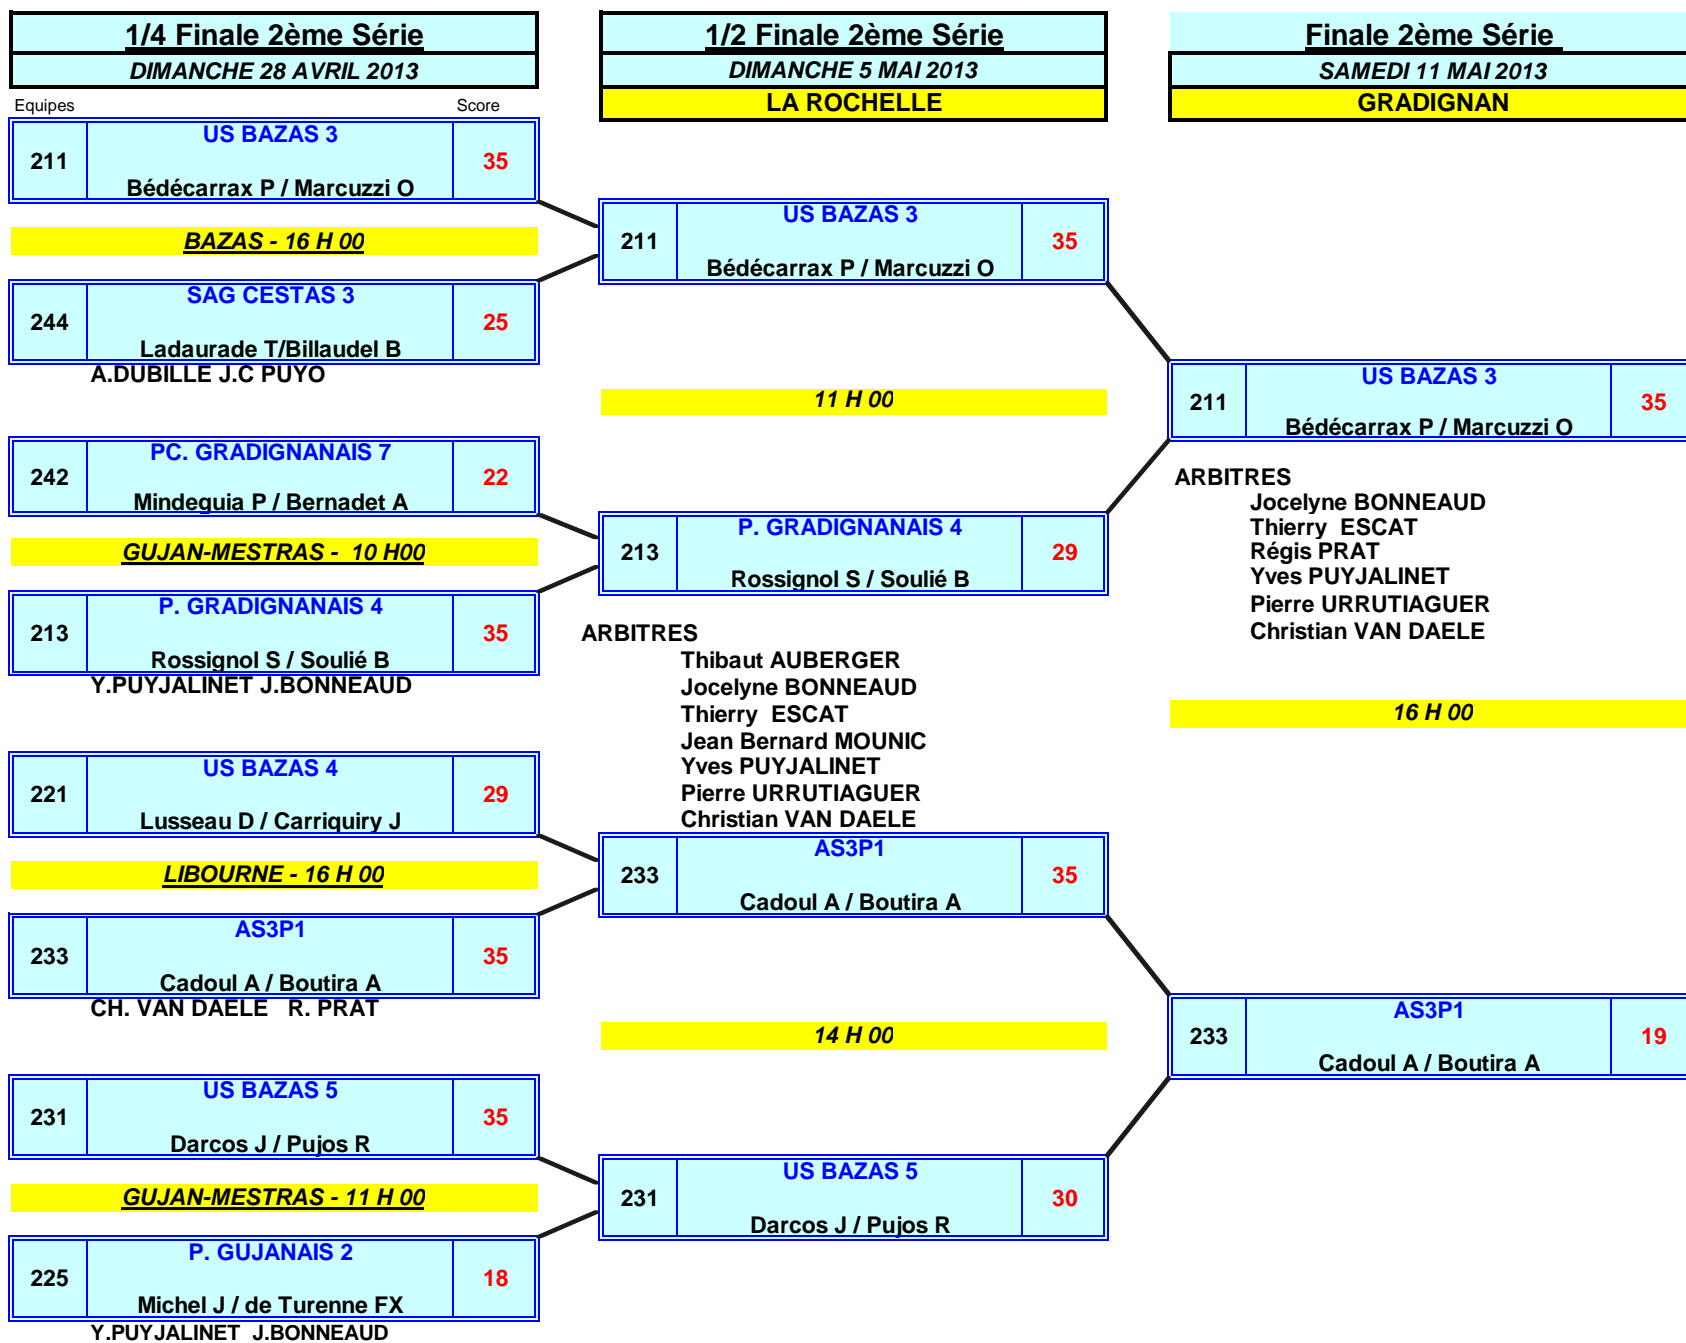 1/4 Finale 2ème Série
DIMANCHE 28 AVRIL 2013
Equipes Score
US BAZAS 3
211 35
Bédécarrax P / Marcuzzi O
BAZAS - 16 H 00
SAG CESTAS 3
244 25
Ladaurade T/Billaudel B
A.DUBILLE J.C PUYO
PC. GRADIGNANAIS 7
242 22
Mindeguia P / Bernadet A
GUJAN-MESTRAS - 10 H00
P. GRADIGNANAIS 4
213 35
Rossignol S / Soulié B
Y.PUYJALINET J.BONNEAUD
US BAZAS 4
221 29
Lusseau D / Carriquiry J
LIBOURNE - 16 H 00
AS3P1
233 35
Cadoul A / Boutira A
CH. VAN DAELE R. PRAT
US BAZAS 5
231 35
Darcos J / Pujos R
GUJAN-MESTRAS - 11 H 00
P. GUJANAIS 2
225 18
Michel J / de Turenne FX
Y.PUYJALINET J.BONNEAUD
1/2 Finale 2ème Série
DIMANCHE 5 MAI 2013
LA ROCHELLE
US BAZAS 3
211 35
Bédécarrax P / Marcuzzi O
11 H 00
P. GRADIGNANAIS 4
213 29
Rossignol S / Soulié B
ARBITRES
Thibaut AUBERGER
Jocelyne BONNEAUD
Thierry ESCAT
Jean Bernard MOUNIC
Yves PUYJALINET
Pierre URRUTIAGUER
Christian VAN DAELE
AS3P1
233 35
Cadoul A / Boutira A
14 H 00
US BAZAS 5
231 30
Darcos J / Pujos R
Finale 2ème Série
SAMEDI 11 MAI 2013
GRADIGNAN
US BAZAS 3
211 35
Bédécarrax P / Marcuzzi O
ARBITRES
Jocelyne BONNEAUD
Thierry ESCAT
Régis PRAT
Yves PUYJALINET
Pierre URRUTIAGUER
Christian VAN DAELE
16 H 00
AS3P1
233 19
Cadoul A / Boutira A